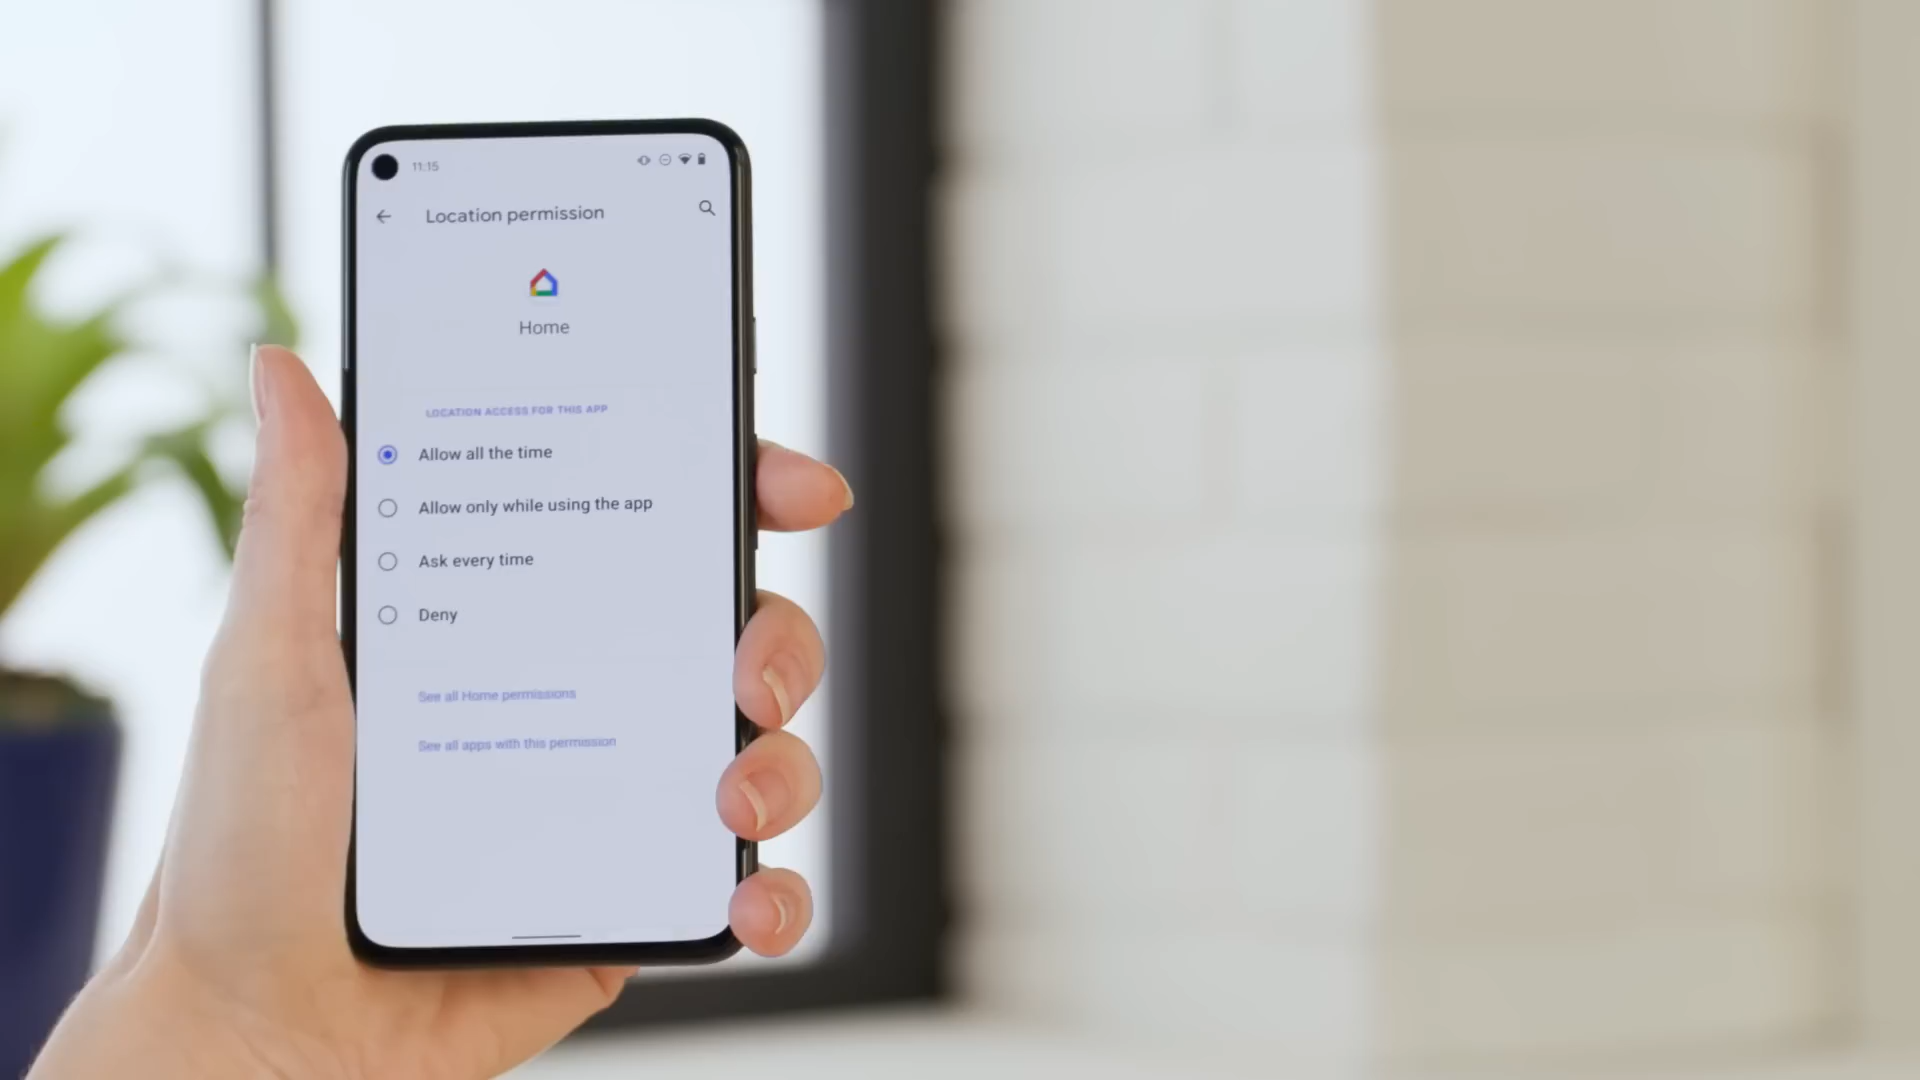 11:15
Location permission
Home
LOCATION ACCESS FOR THIS APP
Allow all the time
Allow only while using the app
Ask every time
Deny
See all Home permissions
See all apps with this permission